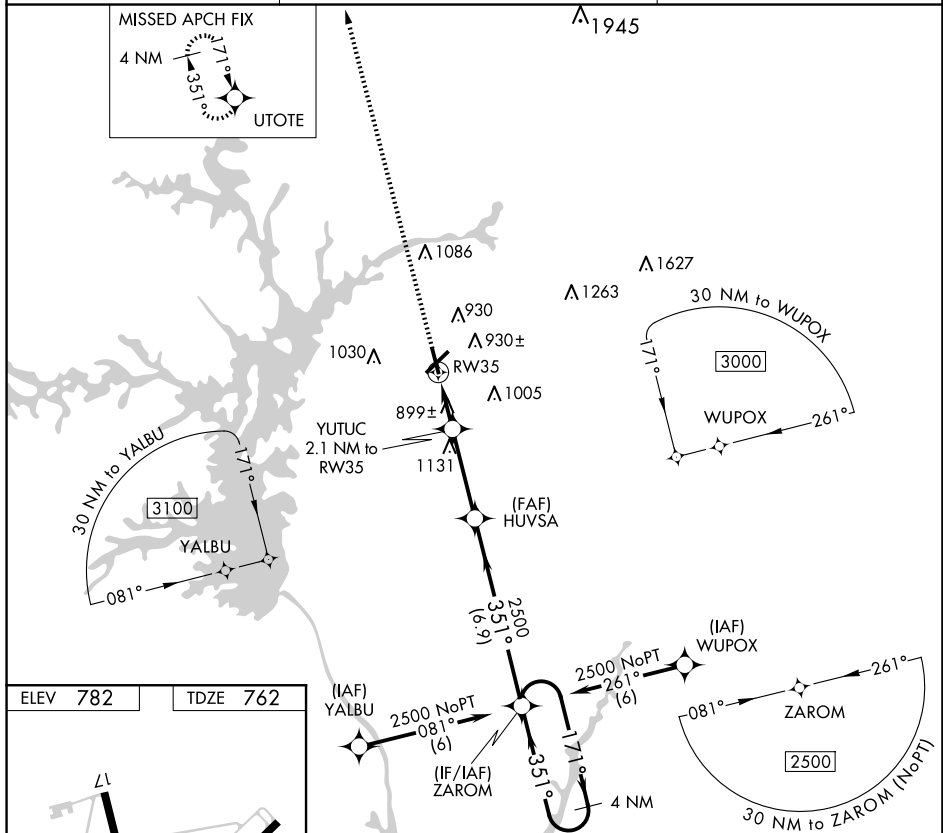 MISSED APCH FIX
4 NM
171°
351°
UTOTE
1945
1086
1627
1263
930
930±
1030
RW35
1005
899±
YUTUC
2.1 NM to
RW35
1131
30 NM to WUPOX
3000
171°
WUPOX
261°
30 NM to YALBU
171°
3100
YALBU
081°
(FAF)
HUVSA
2500
351°
(6.9)
(IAF)
WUPOX
2500 NoPT
261°
(6)
(IAF)
YALBU
2500 NoPT
081°
(6)
(IF/IAF)
ZAROM
351°
171°
4 NM
261°
081°
ZAROM
2500
30 NM to ZAROM (NoPT)
ELEV 782
TDZE 762
17